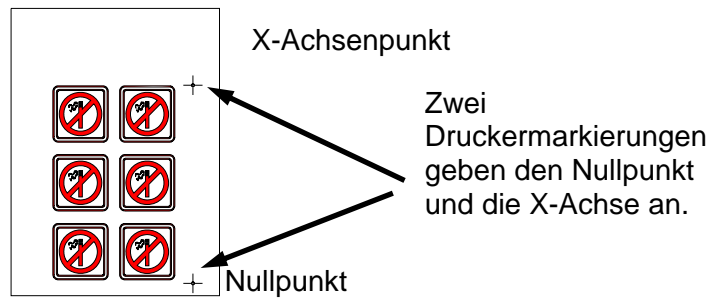 X-Achsenpunkt
Zwei
Druckermarkierungen
geben den Nullpunkt
und die X-Achse an.
Nullpunkt